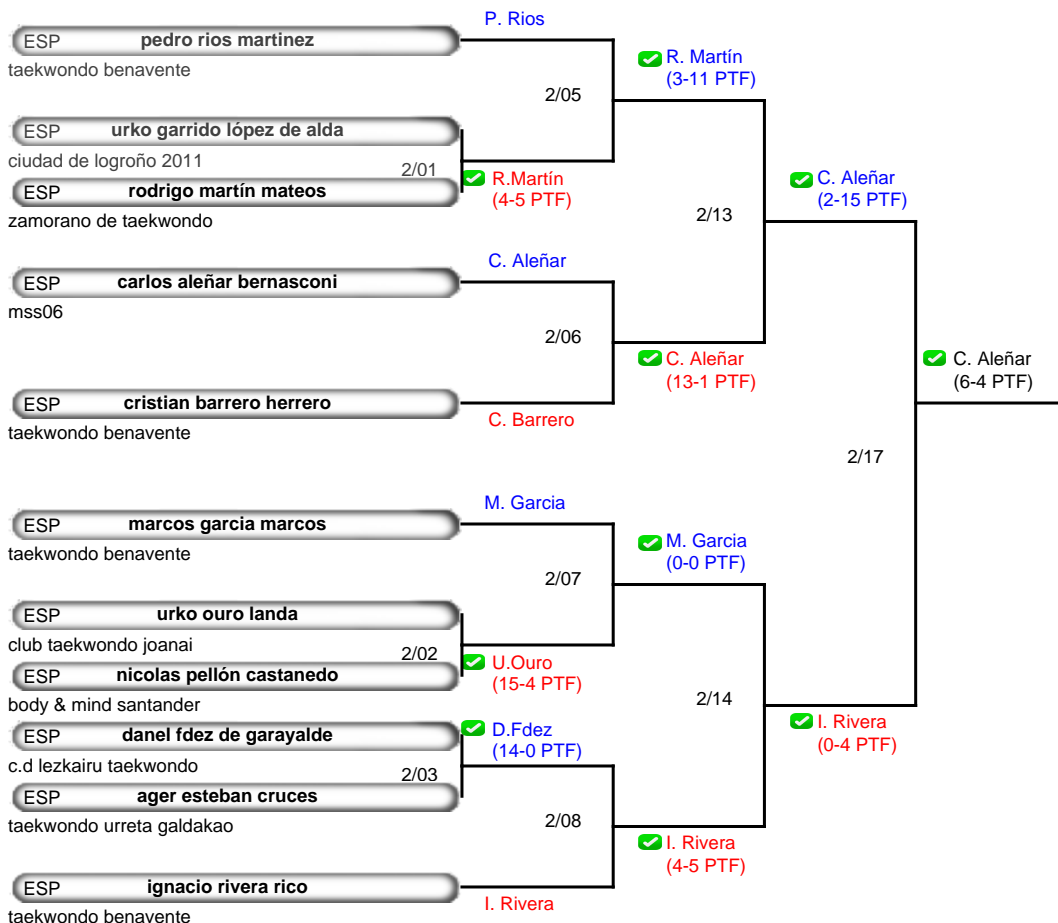 P. Rios
ESP pedro rios martinez
taekwondo benavente
R. Martín
(3-11 PTF)
2/05
ESP urko garrido lópez de alda
ciudad de logroño 2011
2/01
ESP rodrigo martín mateos
zamorano de taekwondo
R.Martín
(4-5 PTF)
C. Aleñar
(2-15 PTF)
2/13
C. Aleñar
ESP carlos aleñar bernasconi
mss06
2/06
C. Aleñar
(13-1 PTF)
C. Aleñar
(6-4 PTF)
ESP cristian barrero herrero
taekwondo benavente
C. Barrero
2/17
M. Garcia
ESP marcos garcia marcos
taekwondo benavente
M. Garcia
(0-0 PTF)
2/07
ESP urko ouro landa
club taekwondo joanai
2/02
ESP nicolas pellón castanedo
body & mind santander
U.Ouro
(15-4 PTF)
2/14
I. Rivera
(0-4 PTF)
ESP danel fdez de garayalde
c.d lezkairu taekwondo
D.Fdez
(14-0 PTF)
2/03
ESP ager esteban cruces
taekwondo urreta galdakao
2/08
I. Rivera
(4-5 PTF)
ESP ignacio rivera rico
taekwondo benavente
I. Rivera